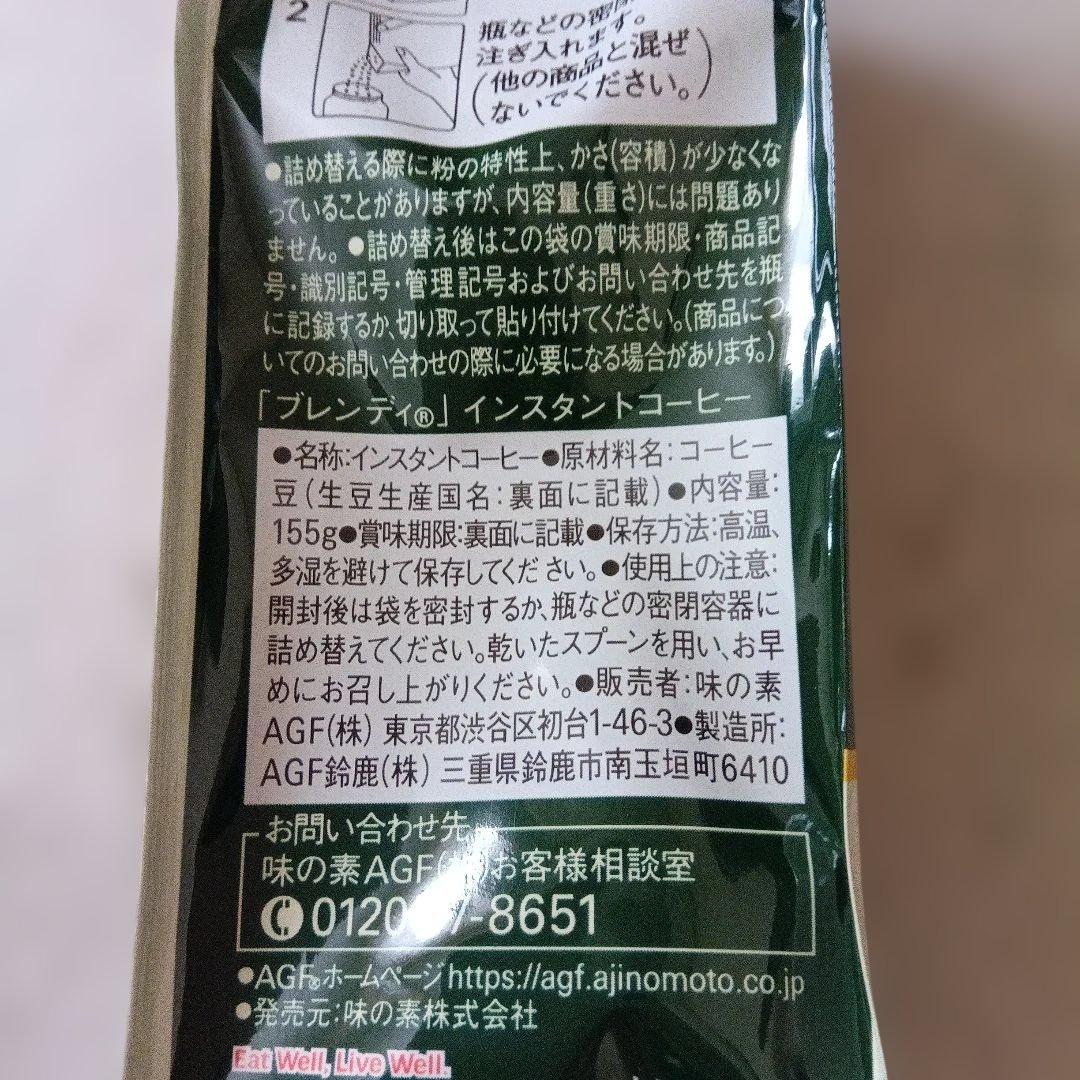 2
瓶などの密閉
注ぎ入れます。
(他の商品と混ぜ
ないでください。)
●詰め替える際に粉の特性上、かさ(容積)が少なくな
っていることがありますが、内容量(重さ)には問題あり
ません。●詰め替え後はこの袋の賞味期限・商品記
号・識別記号・管理記号およびお問い合わせ先を瓶
に記録するか、切り取って貼り付けてください。(商品につ
いてのお問い合わせの際に必要になる場合があります。)
「ブレンディ®」インスタントコーヒー
●名称:インスタントコーヒー●原材料名:コーヒー
豆(生豆生産国名:裏面に記載)●内容量:
155g●賞味期限:裏面に記載●保存方法:高温、
多湿を避けて保存してください。●使用上の注意:
開封後は袋を密封するか、瓶などの密閉容器に
詰め替えてください。乾いたスプーンを用い、お早
めにお召し上がりください。●販売者:味の素
AGF(株) 東京都渋谷区初台1-46-3●製造所:
AGF鈴鹿(株) 三重県鈴鹿市南玉垣町6410
お問い合わせ先
味の素AGF( )お客様相談室
0120 7-8651
●AGF®ホームページhttps://agf.ajinomoto.co.jp
●発売元:味の素株式会社
Eat Well, Live Well.